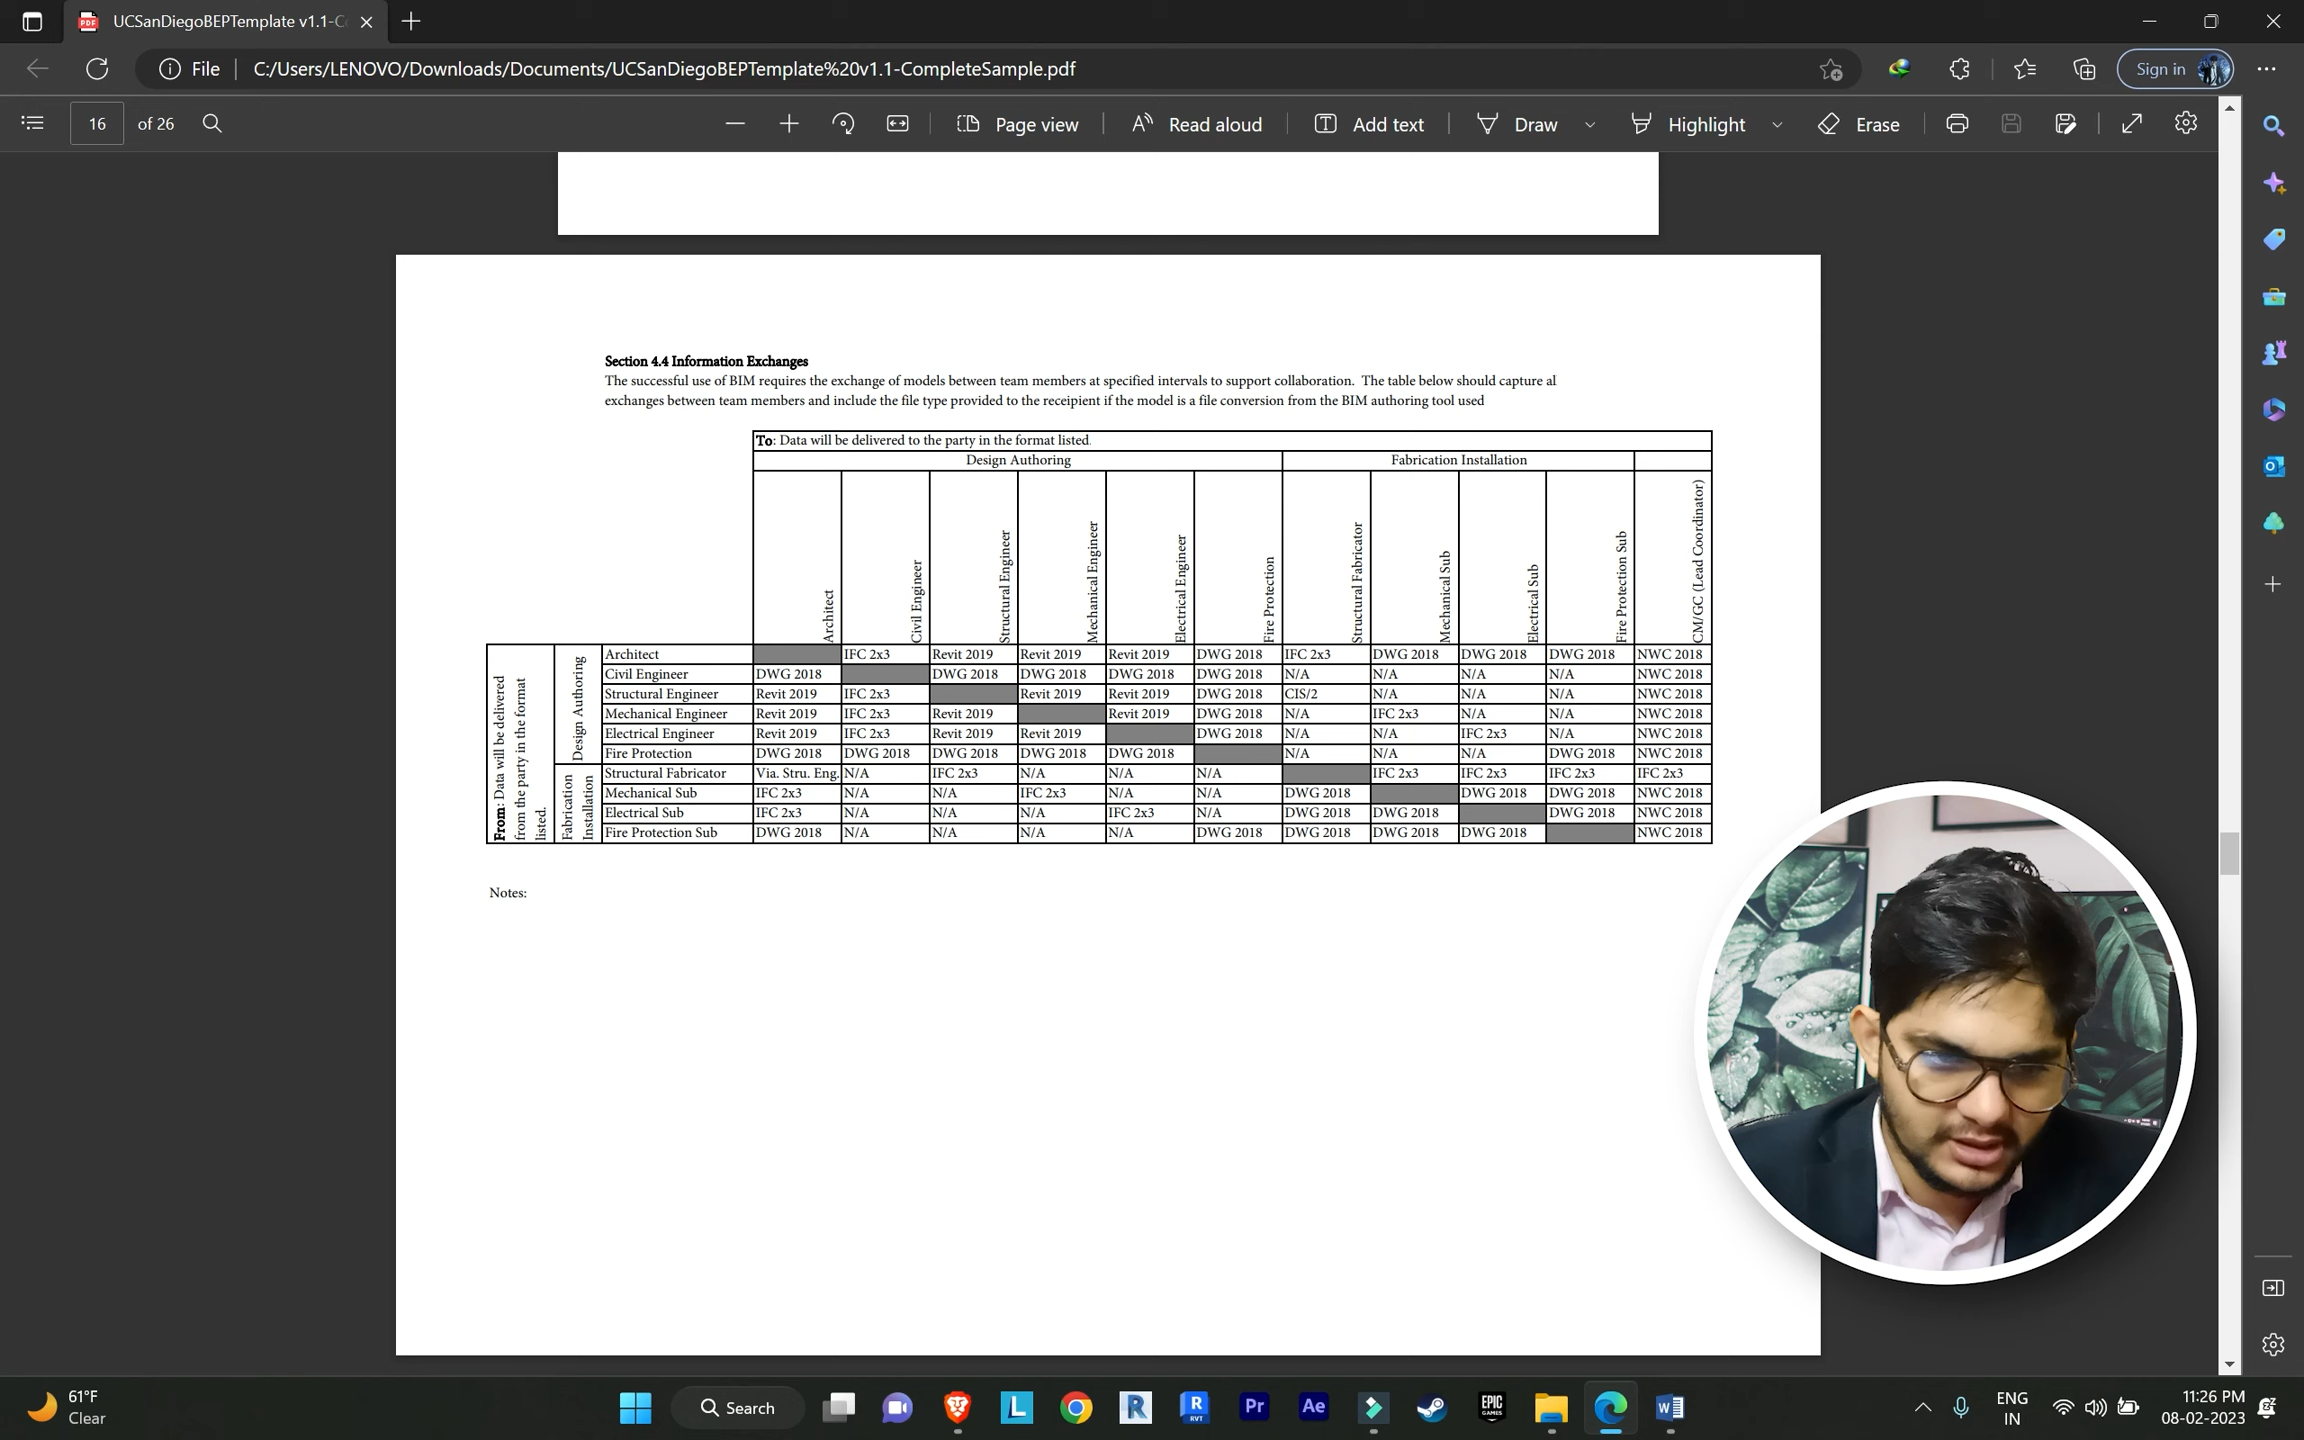 UCSanDiegoBEPTemplate v1.1-C
File
C:/Users/LENOVO/Downloads/Documents/UCSanDiegoBEPTemplate%20v1.1-CompleteSample.pdf
Sign in
16 of 26
Page view
Read aloud
Add text
Draw
Highlight
Erase
Section 4.4 Information Exchanges
The successful use of BIM requires the exchange of models between team members at specified intervals to support collaboration. The table below should capture al
exchanges between team members and include the file type provided to the receipient if the model is a file conversion from the BIM authoring tool used
To: Data will be delivered to the party in the format listed.
Design Authoring Fabrication Installation
Architect
Civil Engineer
Structural Engineer
Mechanical Engineer
Electrical Engineer
Fire Protection
Structural Fabricator
Mechanical Sub
Electrical Sub
Fire Protection Sub
CM/GC (Lead Coordinator)
From: Data will be delivered
from the party in the format
listed.
Design Authoring
Architect IFC 2x3 Revit 2019 Revit 2019 Revit 2019 DWG 2018 IFC 2x3 DWG 2018 DWG 2018 DWG 2018 NWC 2018
Civil Engineer DWG 2018 DWG 2018 DWG 2018 DWG 2018 DWG 2018 N/A N/A N/A N/A NWC 2018
Structural Engineer Revit 2019 IFC 2x3 Revit 2019 Revit 2019 DWG 2018 CIS/2 N/A N/A N/A NWC 2018
Mechanical Engineer Revit 2019 IFC 2x3 Revit 2019 Revit 2019 DWG 2018 N/A IFC 2x3 N/A N/A NWC 2018
Electrical Engineer Revit 2019 IFC 2x3 Revit 2019 Revit 2019 DWG 2018 N/A N/A IFC 2x3 N/A NWC 2018
Fire Protection DWG 2018 DWG 2018 DWG 2018 DWG 2018 DWG 2018 N/A N/A N/A DWG 2018 NWC 2018
Fabrication
Installation
Structural Fabricator Via. Stru. Eng. N/A IFC 2x3 N/A N/A N/A IFC 2x3 IFC 2x3 IFC 2x3 IFC 2x3
Mechanical Sub IFC 2x3 N/A N/A IFC 2x3 N/A N/A DWG 2018 DWG 2018 DWG 2018 NWC 2018
Electrical Sub IFC 2x3 N/A N/A N/A IFC 2x3 N/A DWG 2018 DWG 2018 DWG 2018 NWC 2018
Fire Protection Sub DWG 2018 N/A N/A N/A N/A DWG 2018 DWG 2018 DWG 2018 DWG 2018 NWC 2018
Notes:
61°F
Clear
Search
L
R
R
RVT
Pr
Ae
EPIC
GAMES
W
ENG
IN
11:26 PM
08-02-2023